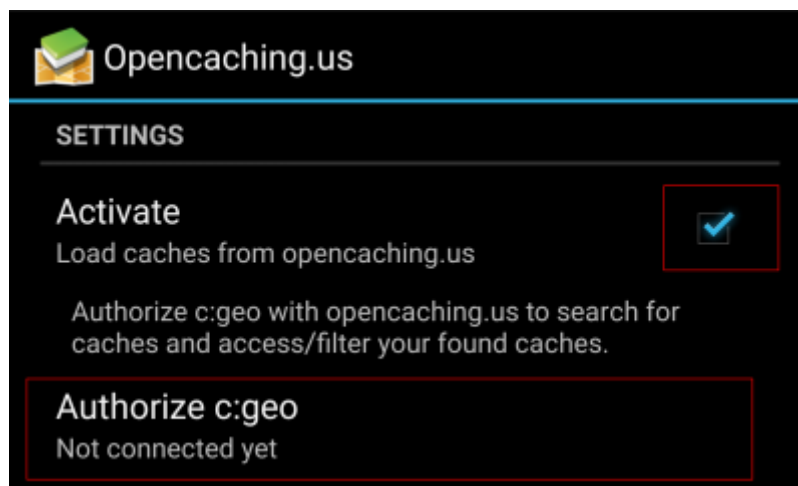 Opencaching.us
SETTINGS
Activate
Load caches from opencaching.us
Authorize c:geo with opencaching.us to search for
caches and access/filter your found caches.
Authorize c:geo
Not connected yet